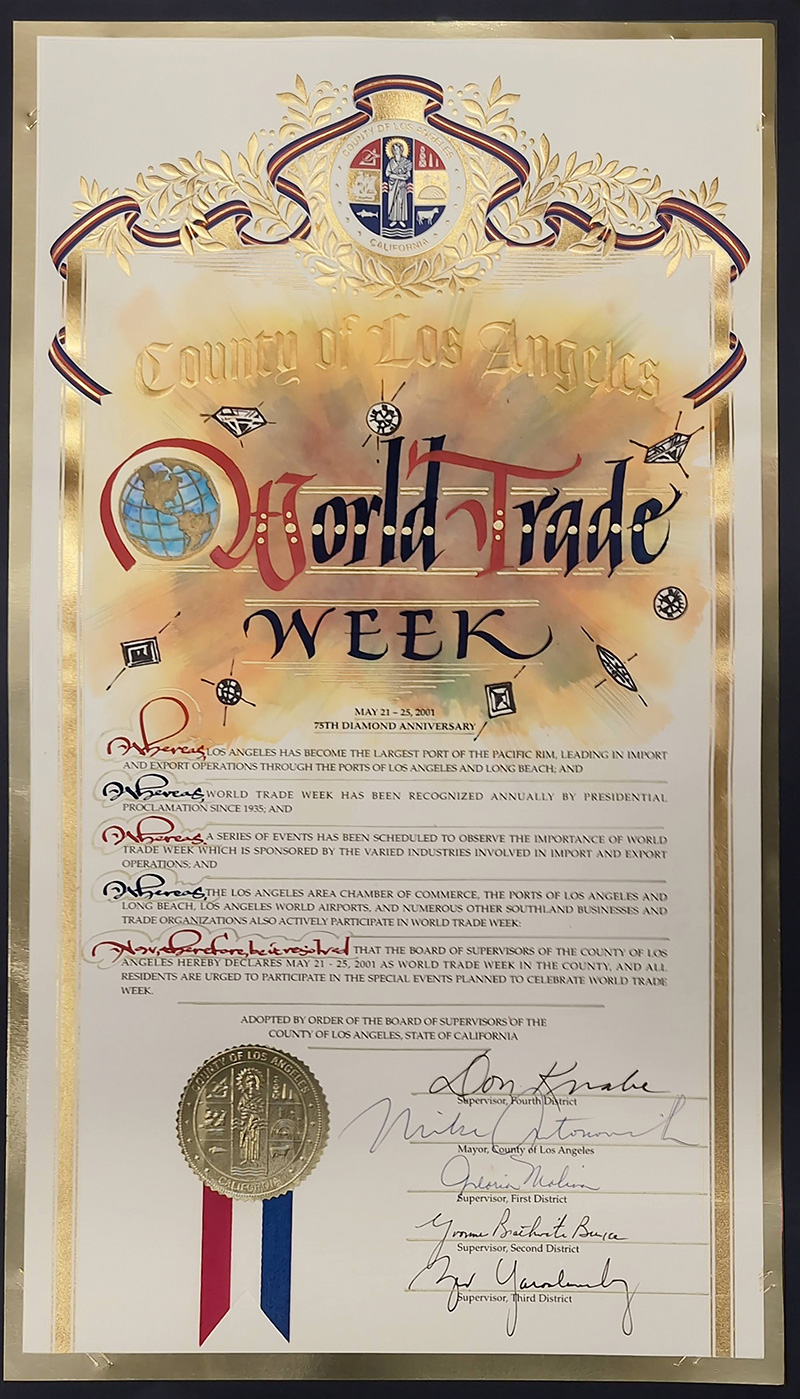 COUNTY OF LOS ANGELES
CALIFORNIA
County of Los Angeles
World Trade
WEEK
MAY 21 – 25, 2001
75TH DIAMOND ANNIVERSARY
Whereas, LOS ANGELES HAS BECOME THE LARGEST PORT OF THE PACIFIC RIM, LEADING IN IMPORT
AND EXPORT OPERATIONS THROUGH THE PORTS OF LOS ANGELES AND LONG BEACH; AND
Whereas, WORLD TRADE WEEK HAS BEEN RECOGNIZED ANNUALLY BY PRESIDENTIAL
PROCLAMATION SINCE 1935; AND
Whereas, A SERIES OF EVENTS HAS BEEN SCHEDULED TO OBSERVE THE IMPORTANCE OF WORLD
TRADE WEEK WHICH IS SPONSORED BY THE VARIED INDUSTRIES INVOLVED IN IMPORT AND EXPORT
OPERATIONS; AND
Whereas, THE LOS ANGELES AREA CHAMBER OF COMMERCE, THE PORTS OF LOS ANGELES AND
LONG BEACH, LOS ANGELES WORLD AIRPORTS, AND NUMEROUS OTHER SOUTHLAND BUSINESSES AND
TRADE ORGANIZATIONS ALSO ACTIVELY PARTICIPATE IN WORLD TRADE WEEK:
Now, therefore, be it resolved THAT THE BOARD OF SUPERVISORS OF THE COUNTY OF LOS
ANGELES HEREBY DECLARES MAY 21 - 25, 2001 AS WORLD TRADE WEEK IN THE COUNTY, AND ALL
RESIDENTS ARE URGED TO PARTICIPATE IN THE SPECIAL EVENTS PLANNED TO CELEBRATE WORLD TRADE
WEEK.
ADOPTED BY ORDER OF THE BOARD OF SUPERVISORS OF THE
COUNTY OF LOS ANGELES, STATE OF CALIFORNIA
COUNTY OF LOS ANGELES
CALIFORNIA
Don Knabe
Supervisor, Fourth District
Mike Antonovich
Mayor, County of Los Angeles
Gloria Molina
Supervisor, First District
Yvonne Brathwaite Burke
Supervisor, Second District
Zev Yaroslavsky
Supervisor, Third District